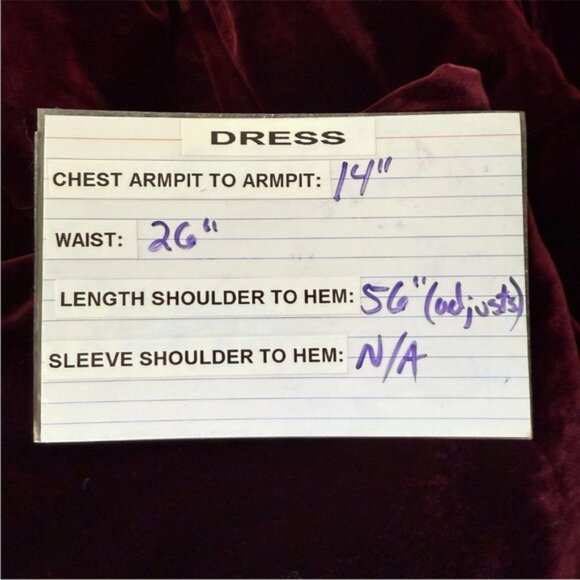 DRESS
CHEST ARMPIT TO ARMPIT: 14"
WAIST: 26"
LENGTH SHOULDER TO HEM: 56" (adjusts)
SLEEVE SHOULDER TO HEM: N/A